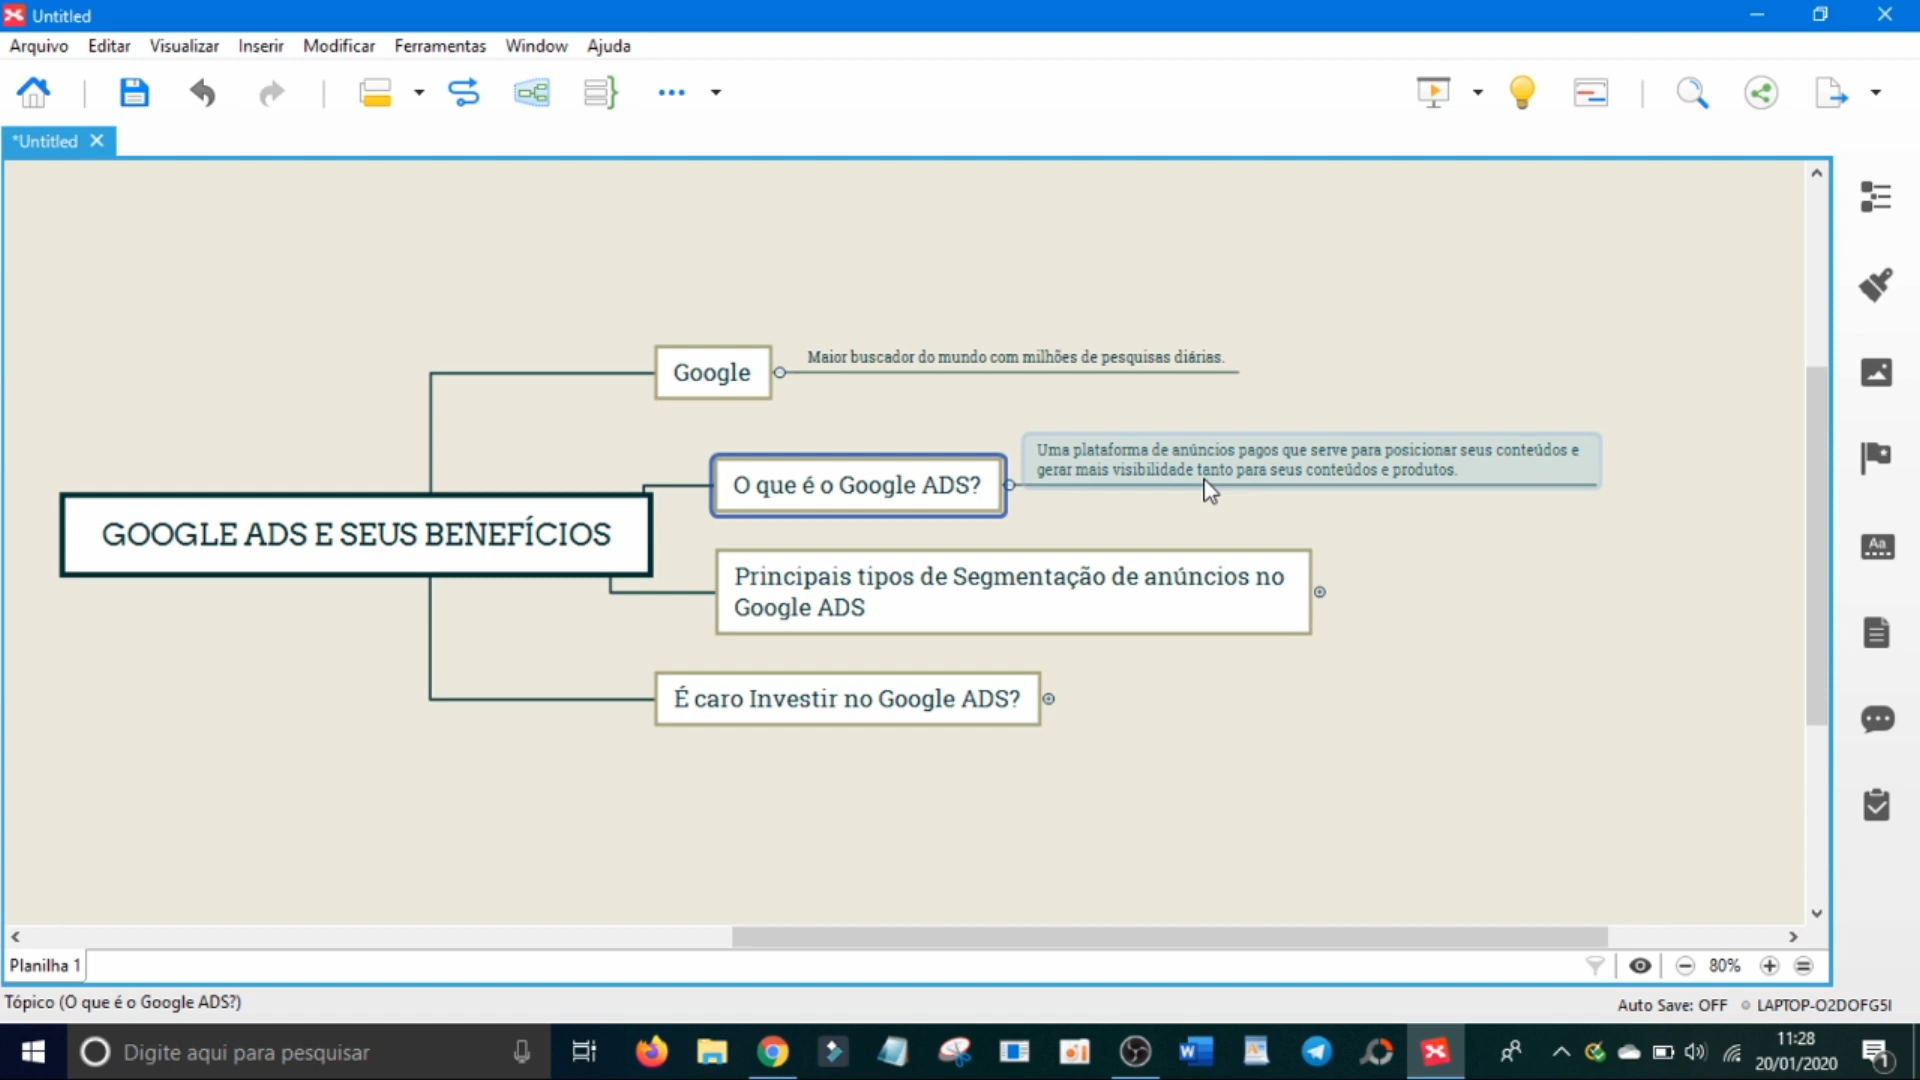 Untitled
Arquivo Editar Visualizar Inserir Modificar Ferramentas Window Ajuda
*Untitled
Google
Maior buscador do mundo com milhões de pesquisas diárias.
Uma plataforma de anúncios pagos que serve para posicionar seus conteúdos e
gerar mais visibilidade tanto para seus conteúdos e produtos.
O que é o Google ADS?
GOOGLE ADS E SEUS BENEFÍCIOS
Principais tipos de Segmentação de anúncios no
Google ADS
É caro Investir no Google ADS?
Aa
Planilha 1
80%
Tópico (O que é o Google ADS?)
Auto Save: OFF
LAPTOP-O2DOFG5I
Digite aqui para pesquisar
11:28
20/01/2020
1